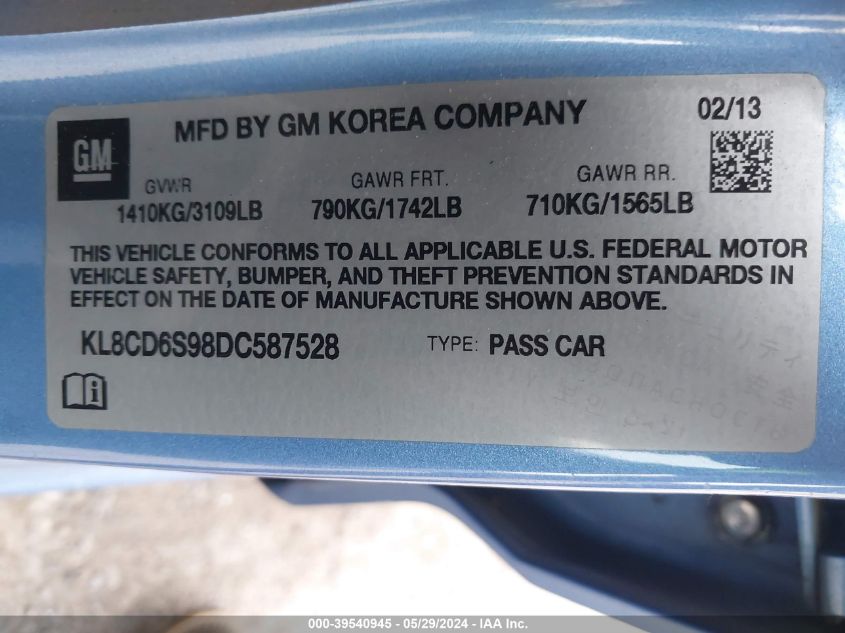 GM
MFD BY GM KOREA COMPANY
02/13
GVWR
1410KG/3109LB
GAWR FRT.
790KG/1742LB
GAWR RR.
710KG/1565LB
THIS VEHICLE CONFORMS TO ALL APPLICABLE U.S. FEDERAL MOTOR
VEHICLE SAFETY, BUMPER, AND THEFT PREVENTION STANDARDS IN
EFFECT ON THE DATE OF MANUFACTURE SHOWN ABOVE.
KL8CD6S98DC587528
TYPE: PASS CAR
000-39540945 - 05/29/2024 - IAA Inc.